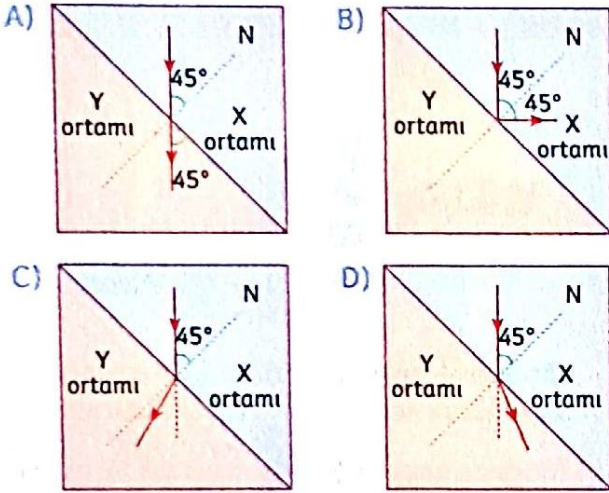 A)
N
45°
Y
ortamı
X
ortamı
45°
B)
N
45°
45°
Y
ortamı
X
ortamı
C)
N
45°
Y
ortamı
X
ortamı
D)
N
45°
Y
ortamı
X
ortamı